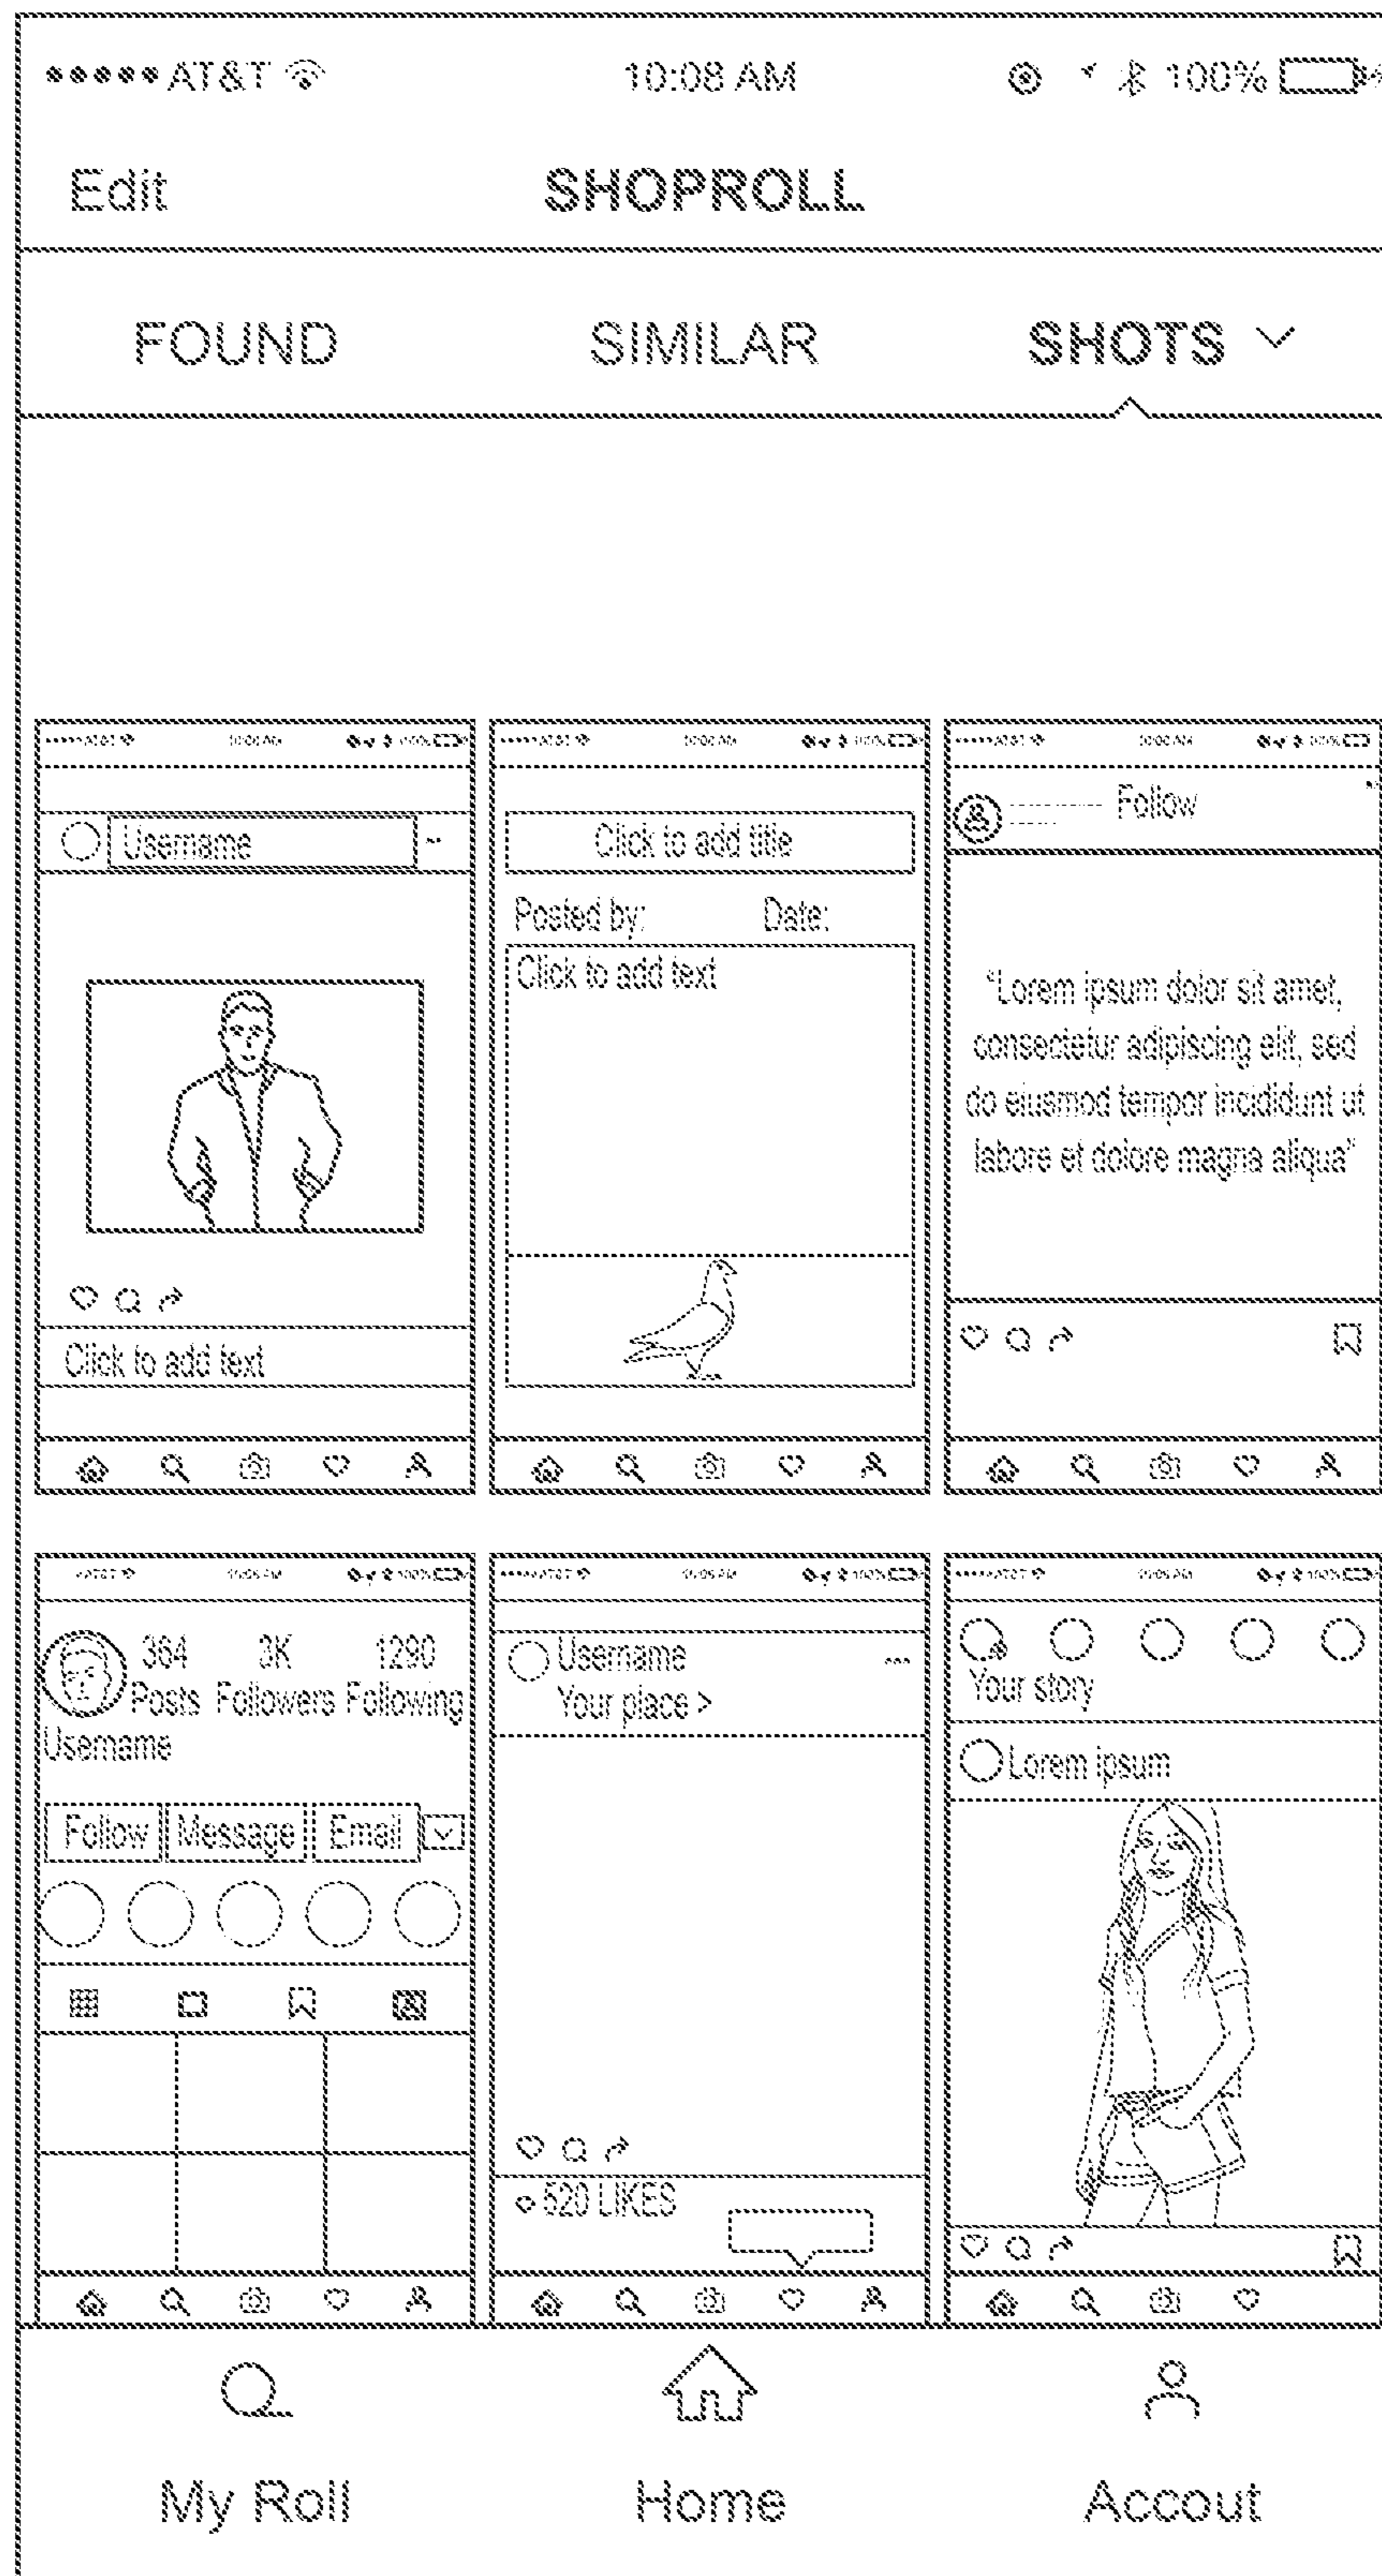 AT&T 10:08 AM 100%
Edit SHOPROLL
FOUND SIMILAR SHOTS
Username
Click to add text
Click to add title
Posted by: Date:
Click to add text
Follow
“Lorem ipsum dolor sit amet,
consectetur adipiscing elit, sed
do eiusmod tempor incididunt ut
labore et dolore magna aliqua”
364 3K 1290
Posts Followers Following
Username
Follow Message Email
Username
Your place >
520 LIKES
Your story
Lorem ipsum
My Roll Home Accout